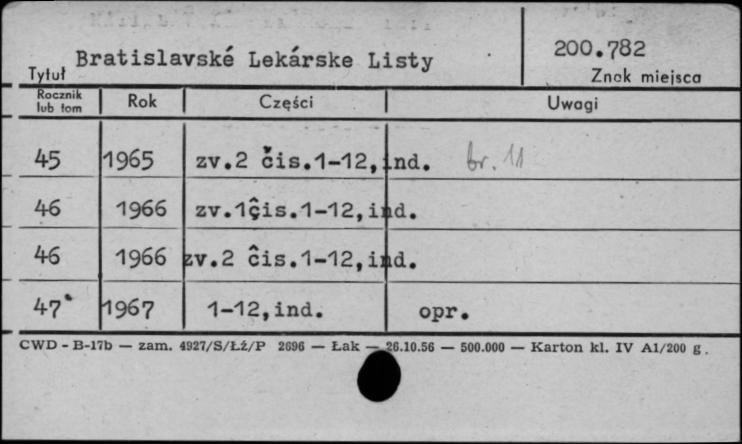 Bratislavské Lekárske Listy 200.782
Tytuł Znak miejsca
Rocznik lub tom Rok Części Uwagi
45 1965 zv.2 čis.1-12,ind. br. 11
46 1966 zv.1čis.1-12,ind.
46 1966 zv.2 čis.1-12,ind.
47 1967 1-12,ind. opr.
CWD - B-17b — zam. 4927/S/Łź/P 2696 — Łak — 26.10.56 — 500.000 — Karton kl. IV A1/200 g.